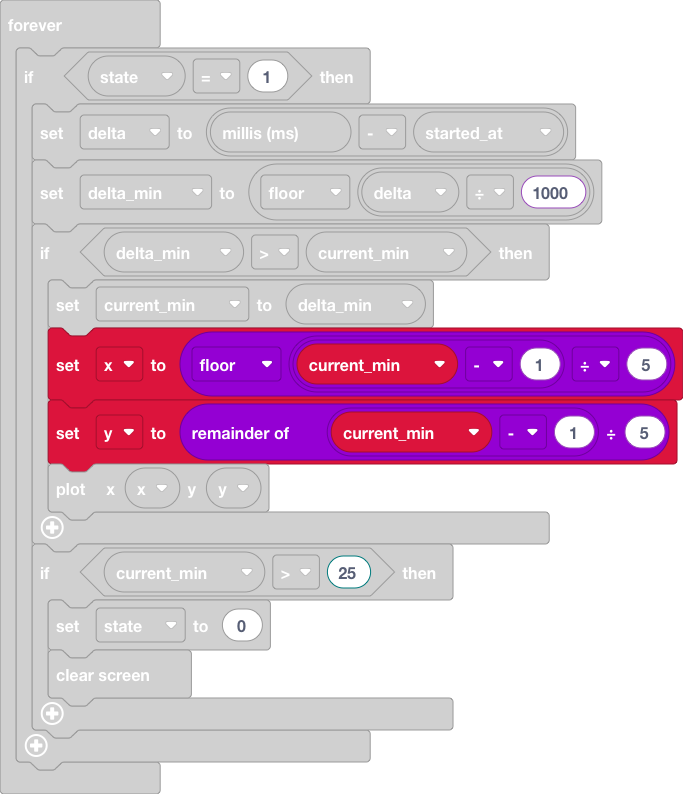 forever
if state = 1 then
set delta to millis (ms) - started_at
set delta_min to floor delta ÷ 1000
if delta_min > current_min then
set current_min to delta_min
set x to floor current_min - 1 ÷ 5
set y to remainder of current_min - 1 ÷ 5
plot x x y y
if current_min > 25 then
set state to 0
clear screen